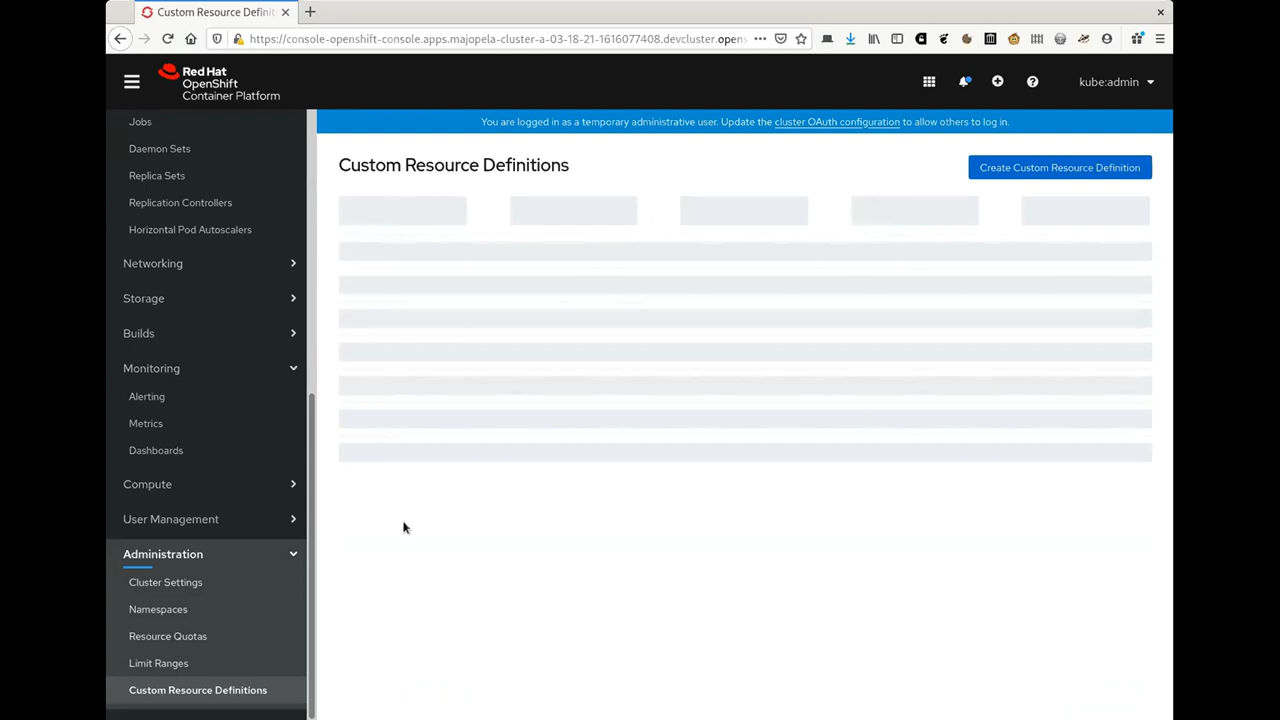 Custom Resource Definit
https://console-openshift-console.apps.majopela-cluster-a-03-18-21-1616077408.devcluster.opens
Red Hat
OpenShift
Container Platform
kube:admin
You are logged in as a temporary administrative user. Update the cluster OAuth configuration to allow others to log in.
Jobs
Daemon Sets
Replica Sets
Replication Controllers
Horizontal Pod Autoscalers
Networking
Storage
Builds
Monitoring
Alerting
Metrics
Dashboards
Compute
User Management
Administration
Cluster Settings
Namespaces
Resource Quotas
Limit Ranges
Custom Resource Definitions
Custom Resource Definitions
Create Custom Resource Definition